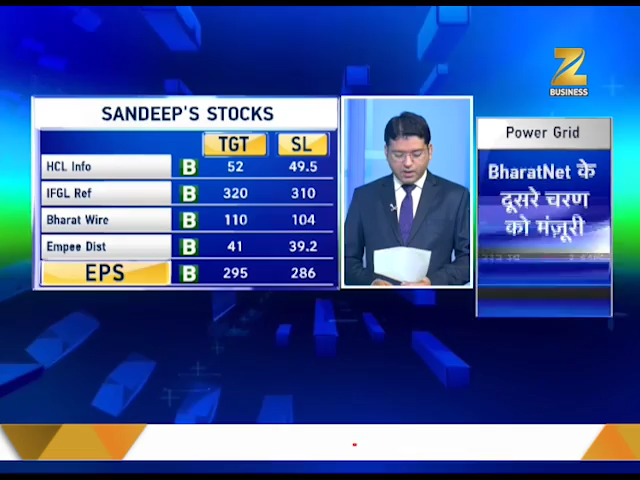 ZEE
BUSINESS
SANDEEP'S STOCKS
TGT SL
HCL Info B 52 49.5
IFGL Ref B 320 310
Bharat Wire B 110 104
Empee Dist B 41 39.2
EPS B 295 286
Power Grid
BharatNet के
दूसरे चरण
को मंज़ूरी